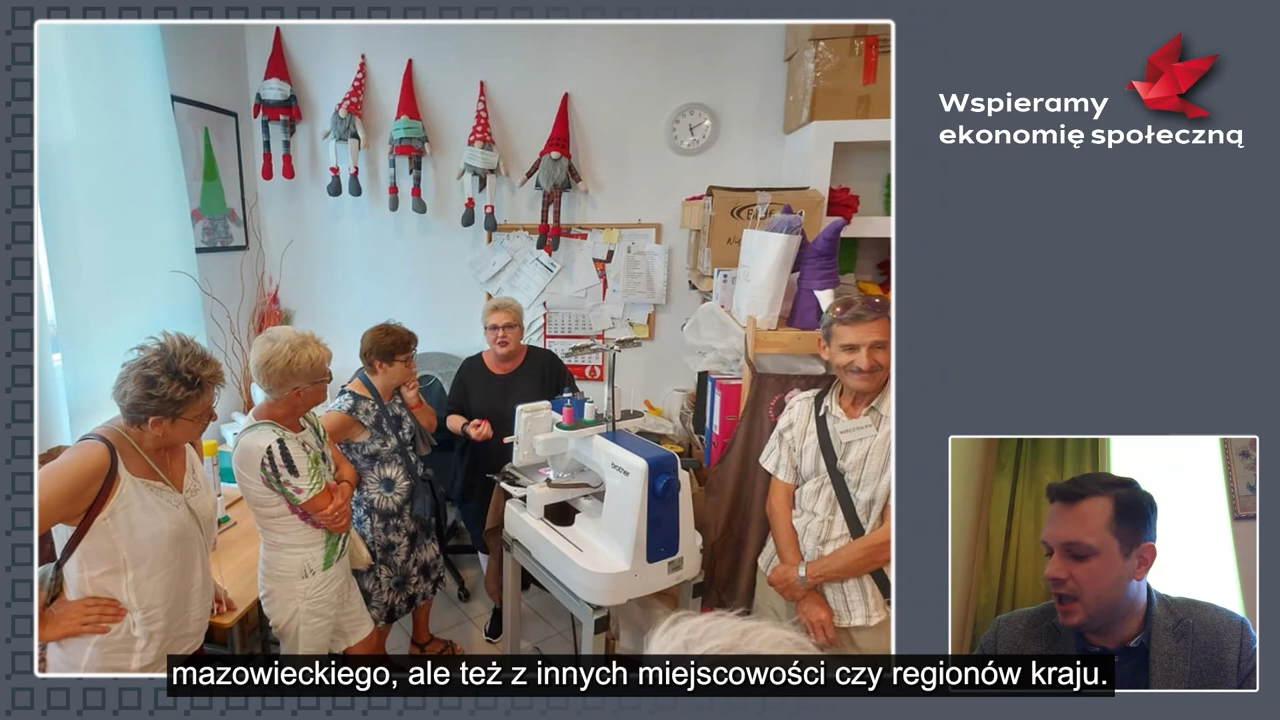 Wspieramy
ekonomię społeczną
brother
mazowieckiego, ale też z innych miejscowości czy regionów kraju.